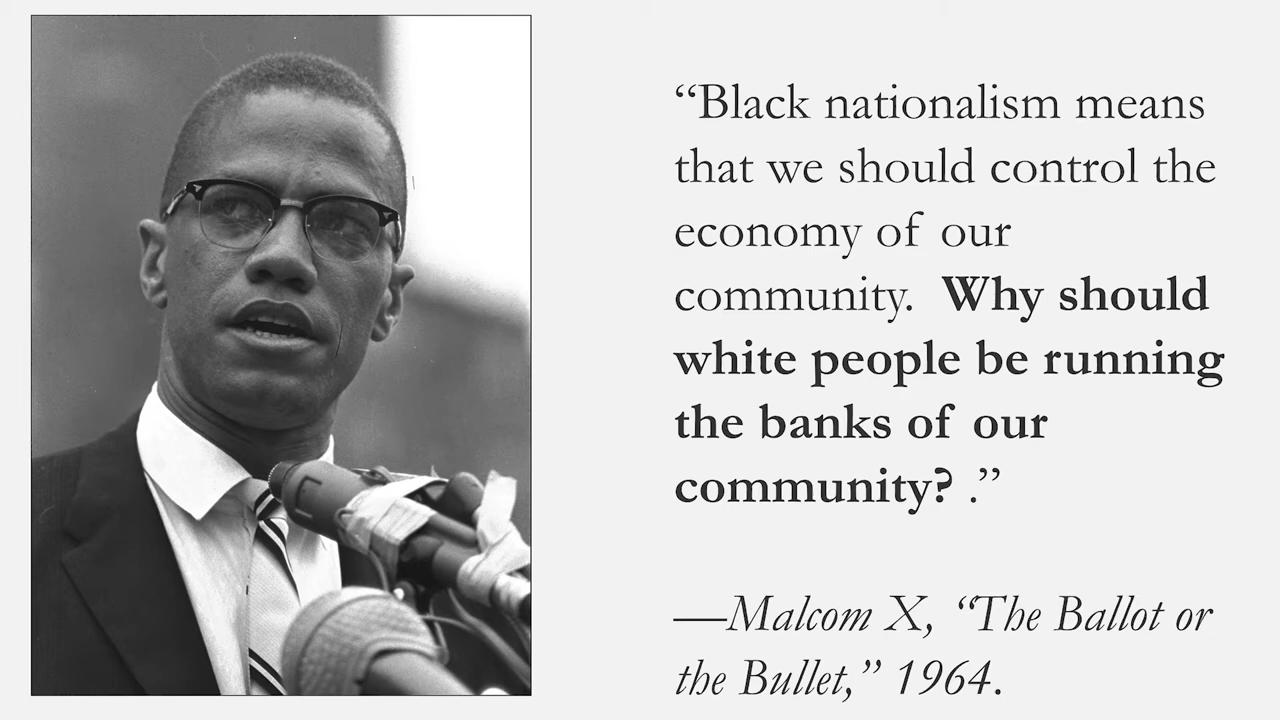 “Black nationalism means
that we should control the
economy of our
community. Why should
white people be running
the banks of our
community? .”
—Malcom X, “The Ballot or
the Bullet,” 1964.